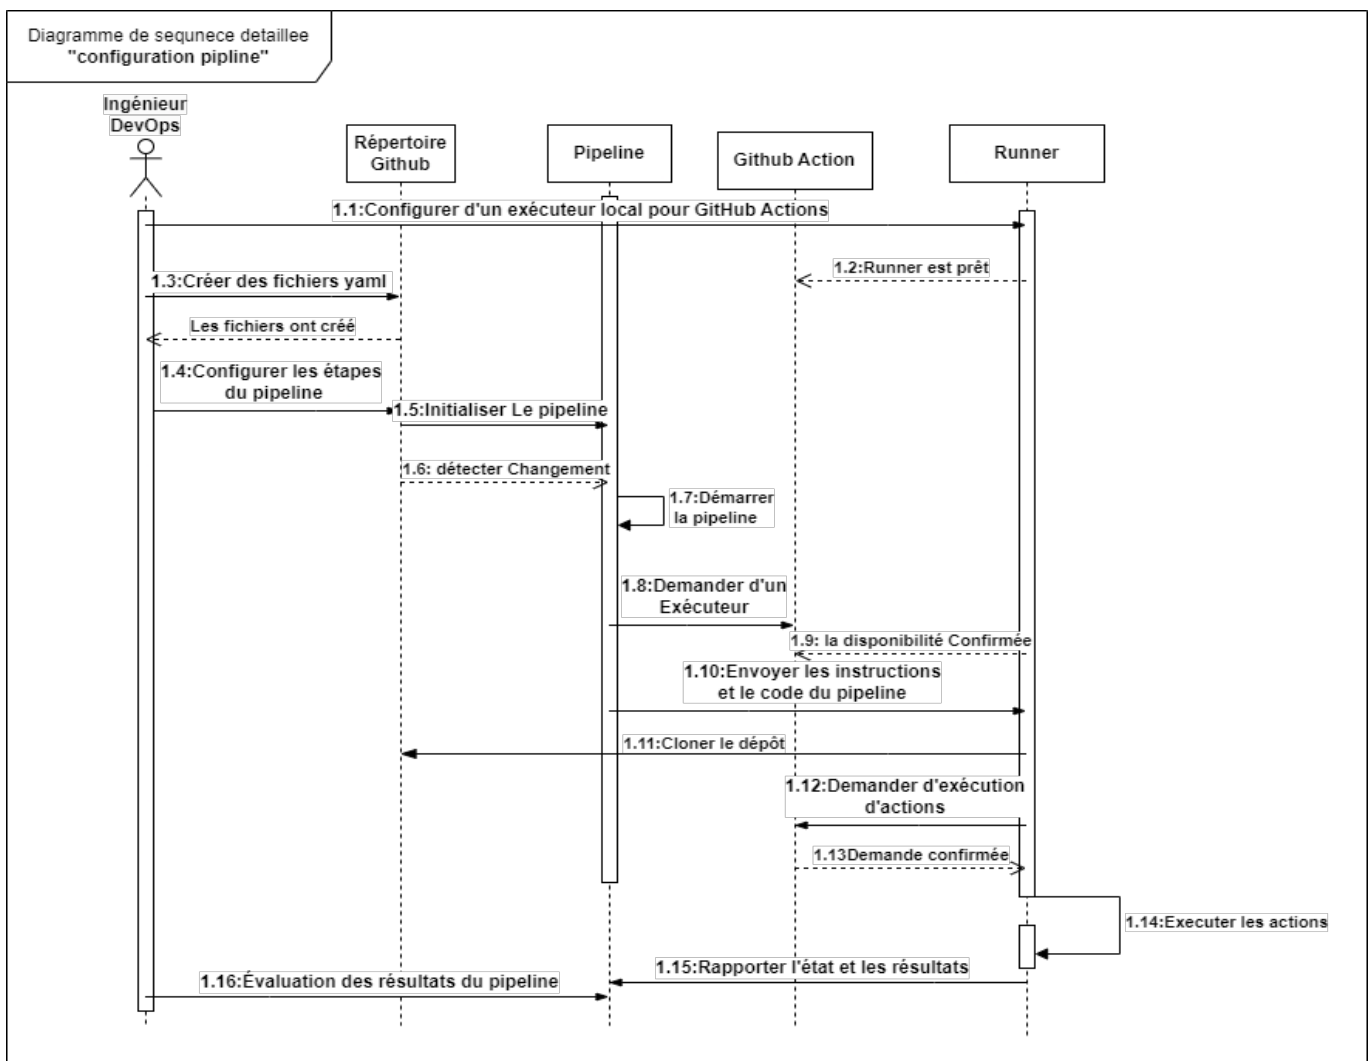 Diagramme de sequnece detaillee
"configuration pipline"
Ingénieur
DevOps
Répertoire
Github
Pipeline
Github Action
Runner
1.1:Configurer d'un exécuteur local pour GitHub Actions
1.2:Runner est prêt
1.3:Créer des fichiers yaml
Les fichiers ont créé
1.4:Configurer les étapes
du pipeline
1.5:Initialiser Le pipeline
1.6: détecter Changement
1.7:Démarrer
la pipeline
1.8:Demander d'un
Exécuteur
1.9: la disponibilité Confirmée
1.10:Envoyer les instructions
et le code du pipeline
1.11:Cloner le dépôt
1.12:Demander d'exécution
d'actions
1.13Demande confirmée
1.14:Executer les actions
1.15:Rapporter l'état et les résultats
1.16:Évaluation des résultats du pipeline